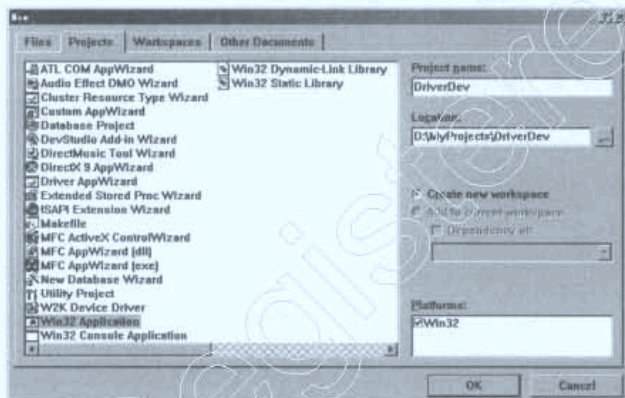 New
Files Projects Workspaces Other Documents
ATL COM AppWizard
Audio Effect DMO Wizard
Cluster Resource Type Wizard
Custom AppWizard
Database Project
DevStudio Add-in Wizard
DirectMusic Tool Wizard
DirectX 9 AppWizard
Driver AppWizard
Extended Stored Proc Wizard
ISAPI Extension Wizard
Makefile
MFC ActiveX ControlWizard
MFC AppWizard (dll)
MFC AppWizard (exe)
New Database Wizard
Utility Project
W2K Device Driver
Win32 Application
Win32 Console Application
Win32 Dynamic-Link Library
Win32 Static Library
Project name:
DriverDev
Location:
D:\MyProjects\DriverDev
...
Create new workspace
Add to current workspace
Dependency of:
Platforms:
Win32
OK Cancel